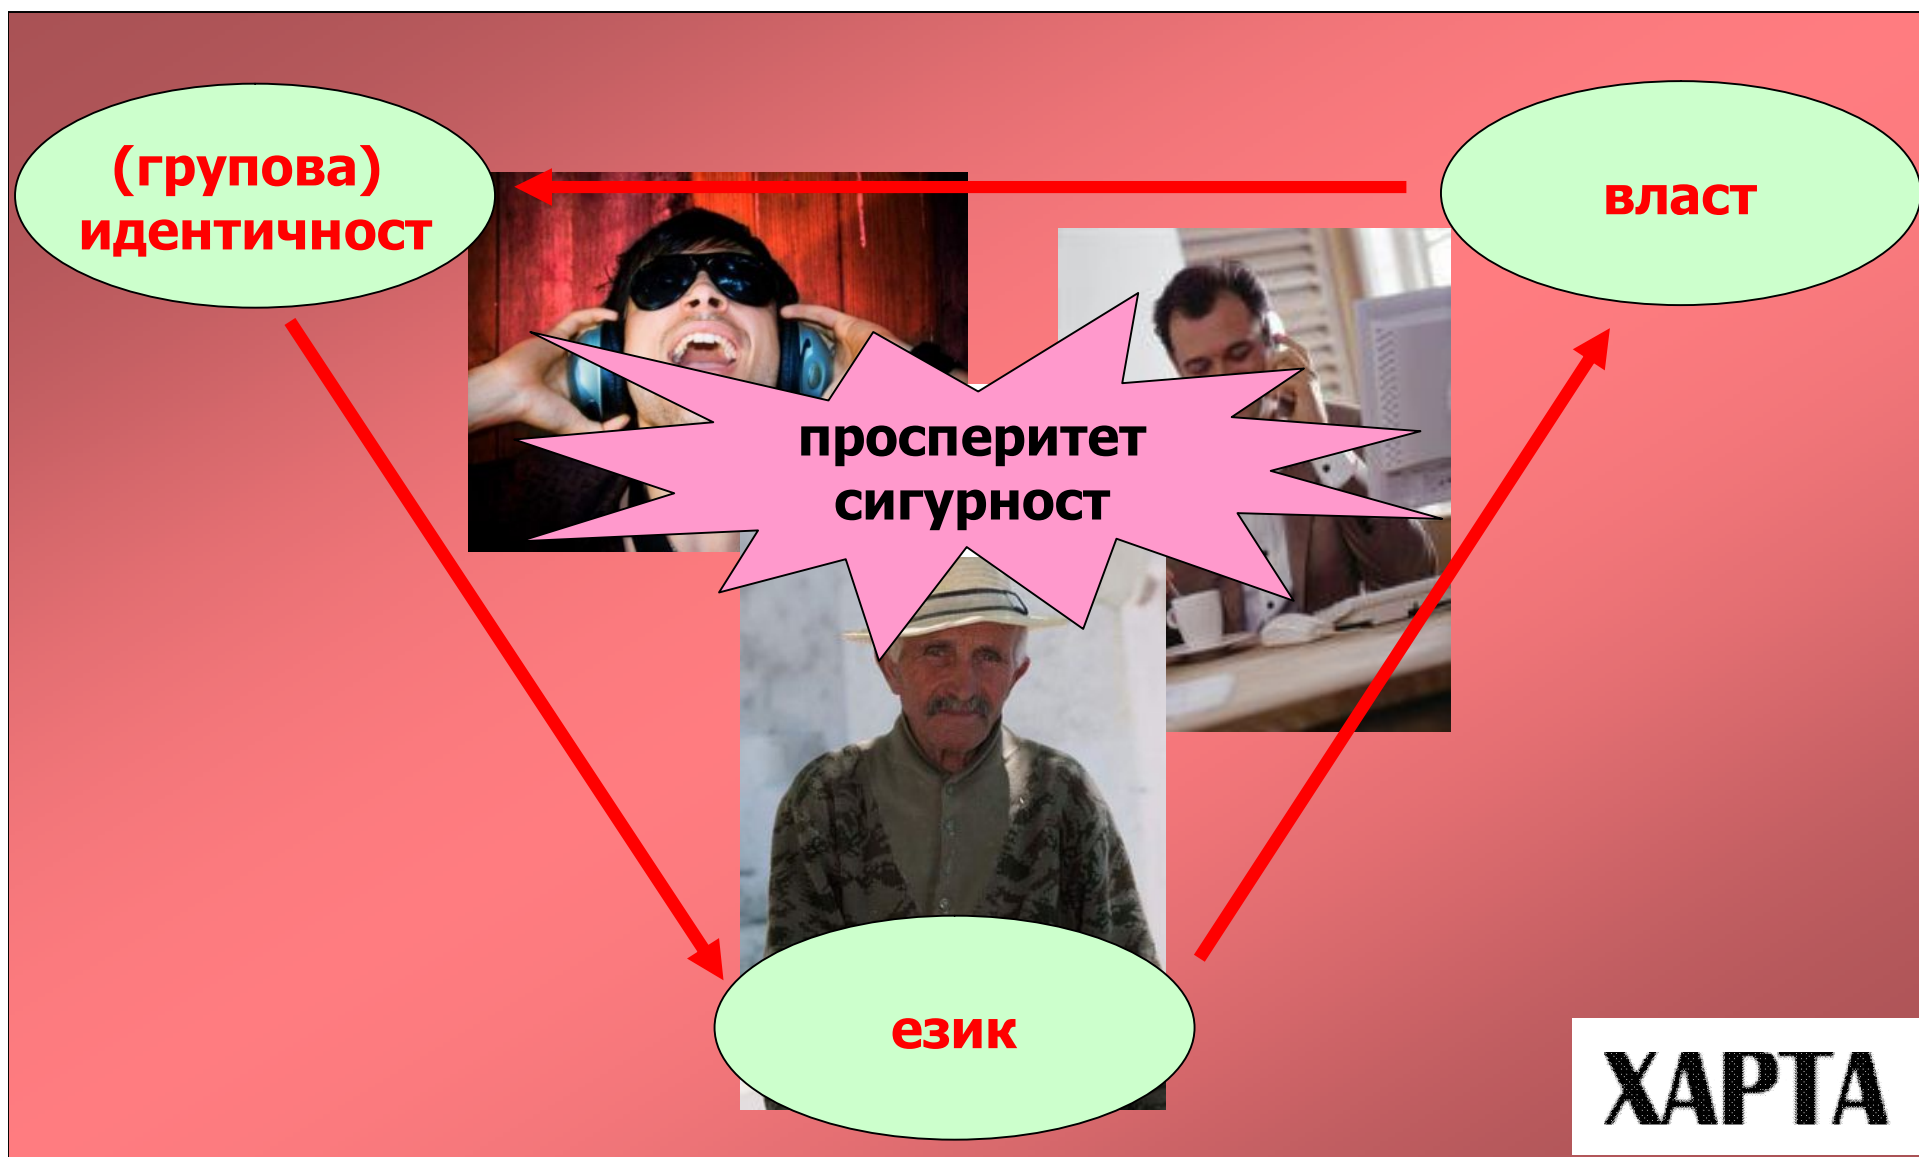 (групова)
идентичност
власт
просперитет
сигурност
език
ХАРТА